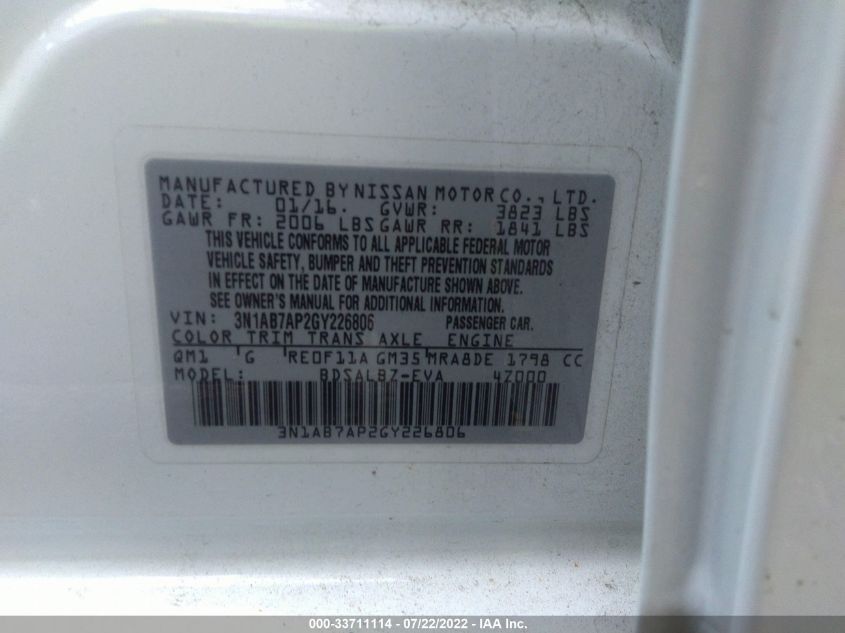 MANUFACTURED BY NISSAN MOTOR CO., LTD.
DATE: 01/16. GVWR: 3823 LBS
GAWR FR: 2006 LBS GAWR RR: 1841 LBS
THIS VEHICLE CONFORMS TO ALL APPLICABLE FEDERAL MOTOR
VEHICLE SAFETY, BUMPER AND THEFT PREVENTION STANDARDS
IN EFFECT ON THE DATE OF MANUFACTURE SHOWN ABOVE.
SEE OWNER'S MANUAL FOR ADDITIONAL INFORMATION.
VIN: 3N1AB7AP2GY226806 PASSENGER CAR.
COLOR TRIM TRANS AXLE ENGINE
QM1 G RE0F11A GM35 MRA8DE 1798 CC
MODEL: BDSALBZ-EVA 4Z000
3N1AB7AP2GY226806
000-33711114 - 07/22/2022 - IAA Inc.